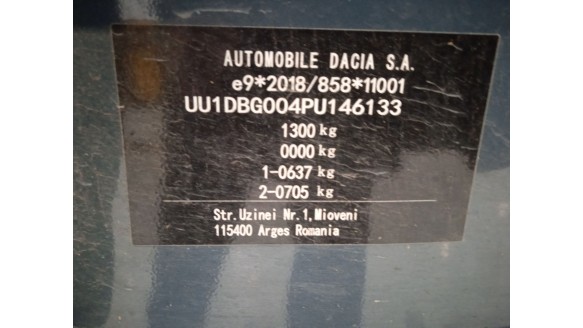 AUTOMOBILE DACIA S.A.
e9*2018/858*11001
UU1DBG004PU146133
1300 kg
0000 kg
1-0637 kg
2-0705 kg
Str. Uzinei Nr. 1, Mioveni
115400 Arges Romania